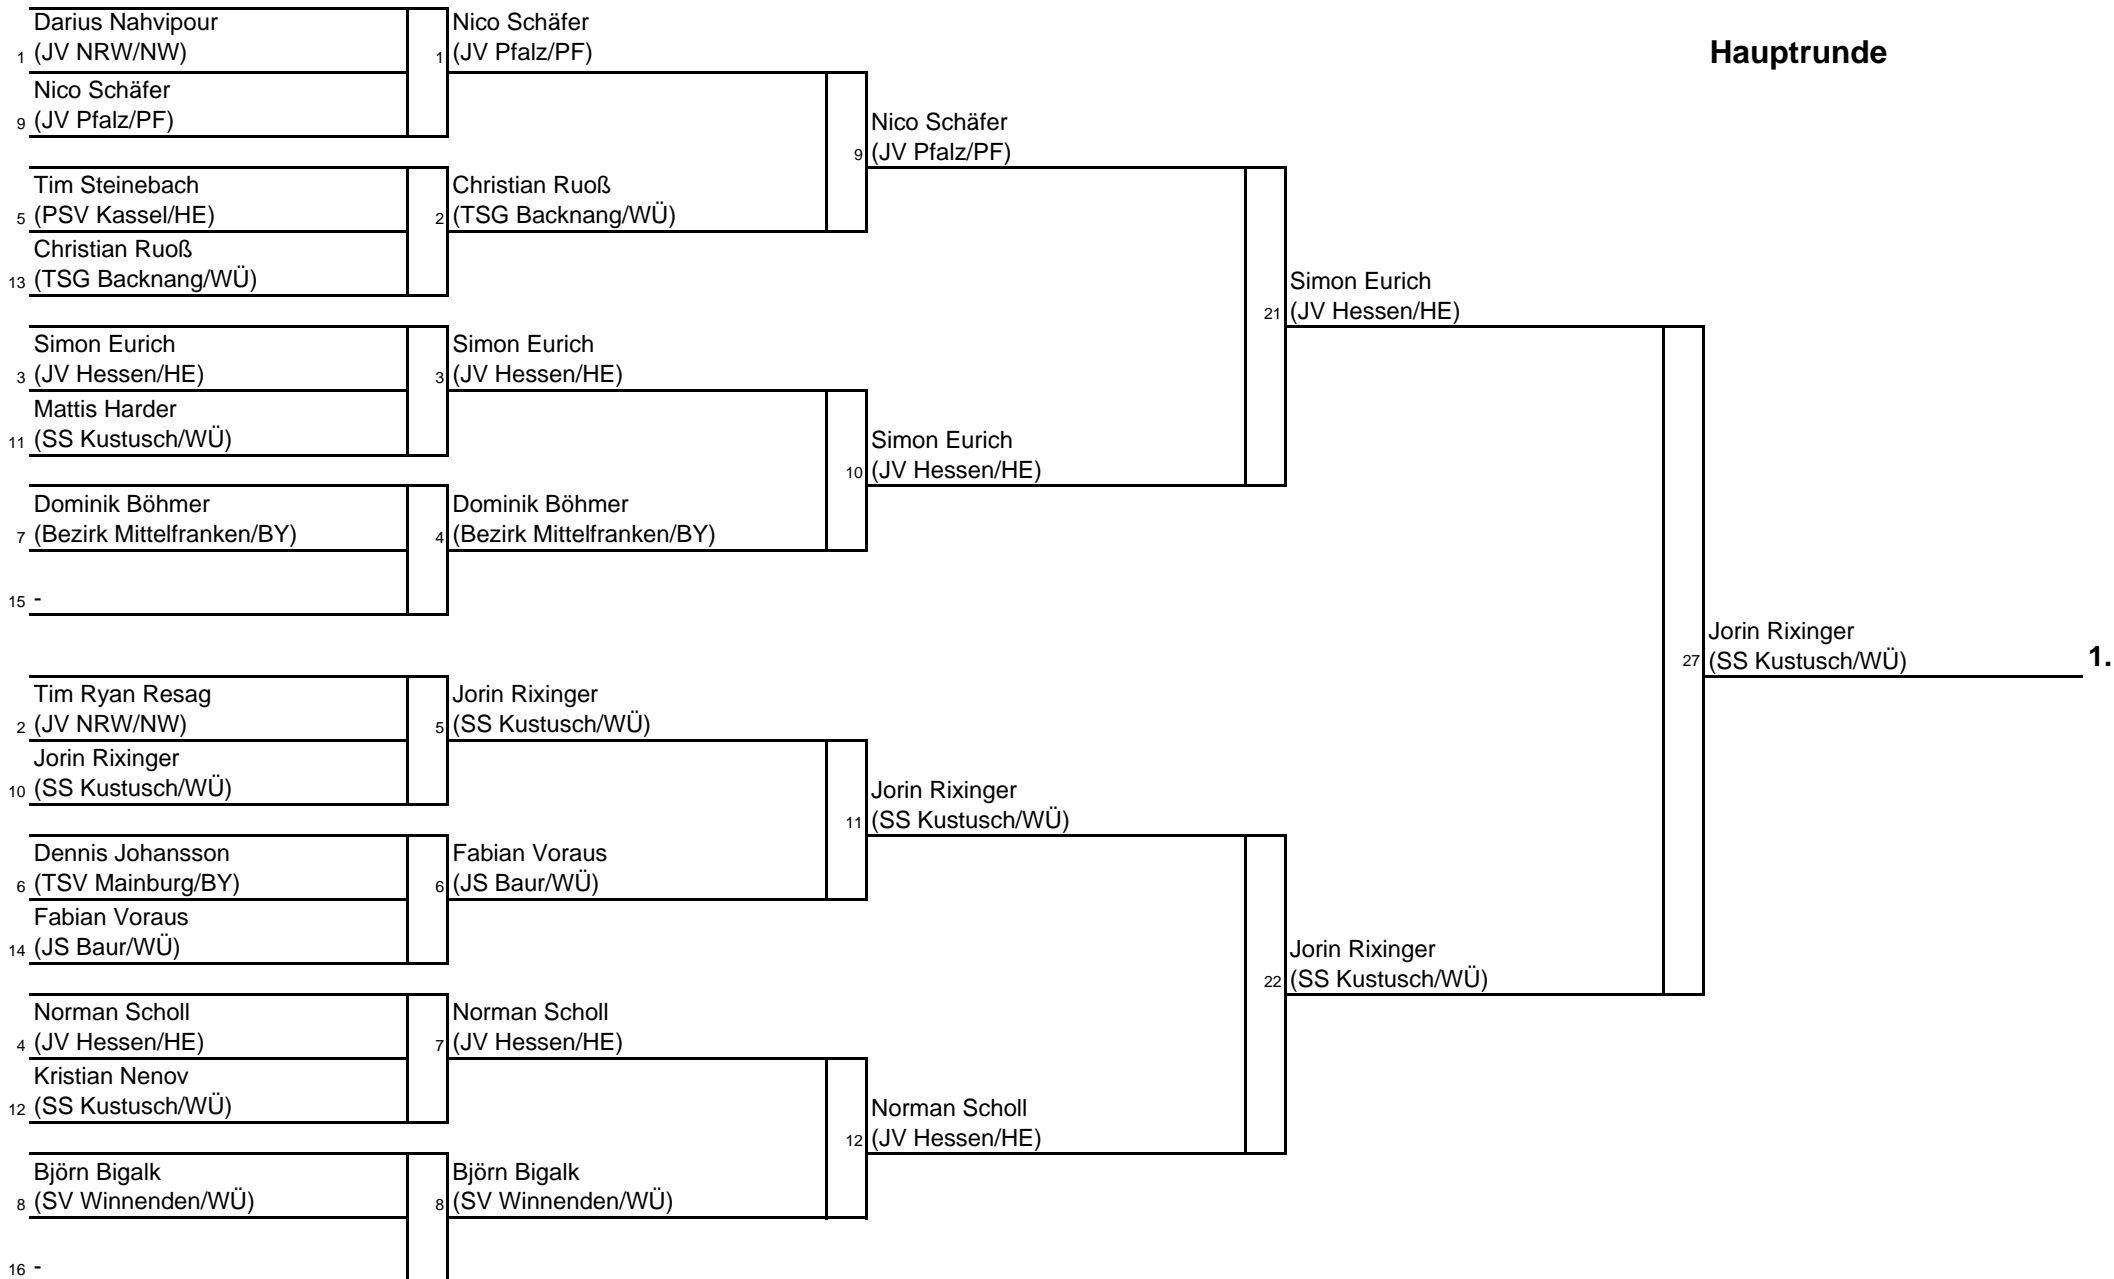 Hauptrunde
Darius Nahvipour
1 (JV NRW/NW)
Nico Schäfer
9 (JV Pfalz/PF)
Tim Steinebach
5 (PSV Kassel/HE)
Christian Ruoß
13 (TSG Backnang/WÜ)
Simon Eurich
3 (JV Hessen/HE)
Mattis Harder
11 (SS Kustusch/WÜ)
Dominik Böhmer
7 (Bezirk Mittelfranken/BY)
15 -
Tim Ryan Resag
2 (JV NRW/NW)
Jorin Rixinger
10 (SS Kustusch/WÜ)
Dennis Johansson
6 (TSV Mainburg/BY)
Fabian Voraus
14 (JS Baur/WÜ)
Norman Scholl
4 (JV Hessen/HE)
Kristian Nenov
12 (SS Kustusch/WÜ)
Björn Bigalk
8 (SV Winnenden/WÜ)
16 -
Nico Schäfer
1 (JV Pfalz/PF)
Christian Ruoß
2 (TSG Backnang/WÜ)
Simon Eurich
3 (JV Hessen/HE)
Dominik Böhmer
4 (Bezirk Mittelfranken/BY)
Jorin Rixinger
5 (SS Kustusch/WÜ)
Fabian Voraus
6 (JS Baur/WÜ)
Norman Scholl
7 (JV Hessen/HE)
Björn Bigalk
8 (SV Winnenden/WÜ)
Nico Schäfer
9 (JV Pfalz/PF)
Simon Eurich
10 (JV Hessen/HE)
Jorin Rixinger
11 (SS Kustusch/WÜ)
Norman Scholl
12 (JV Hessen/HE)
Simon Eurich
21 (JV Hessen/HE)
Jorin Rixinger
22 (SS Kustusch/WÜ)
Jorin Rixinger
27 (SS Kustusch/WÜ) 1.